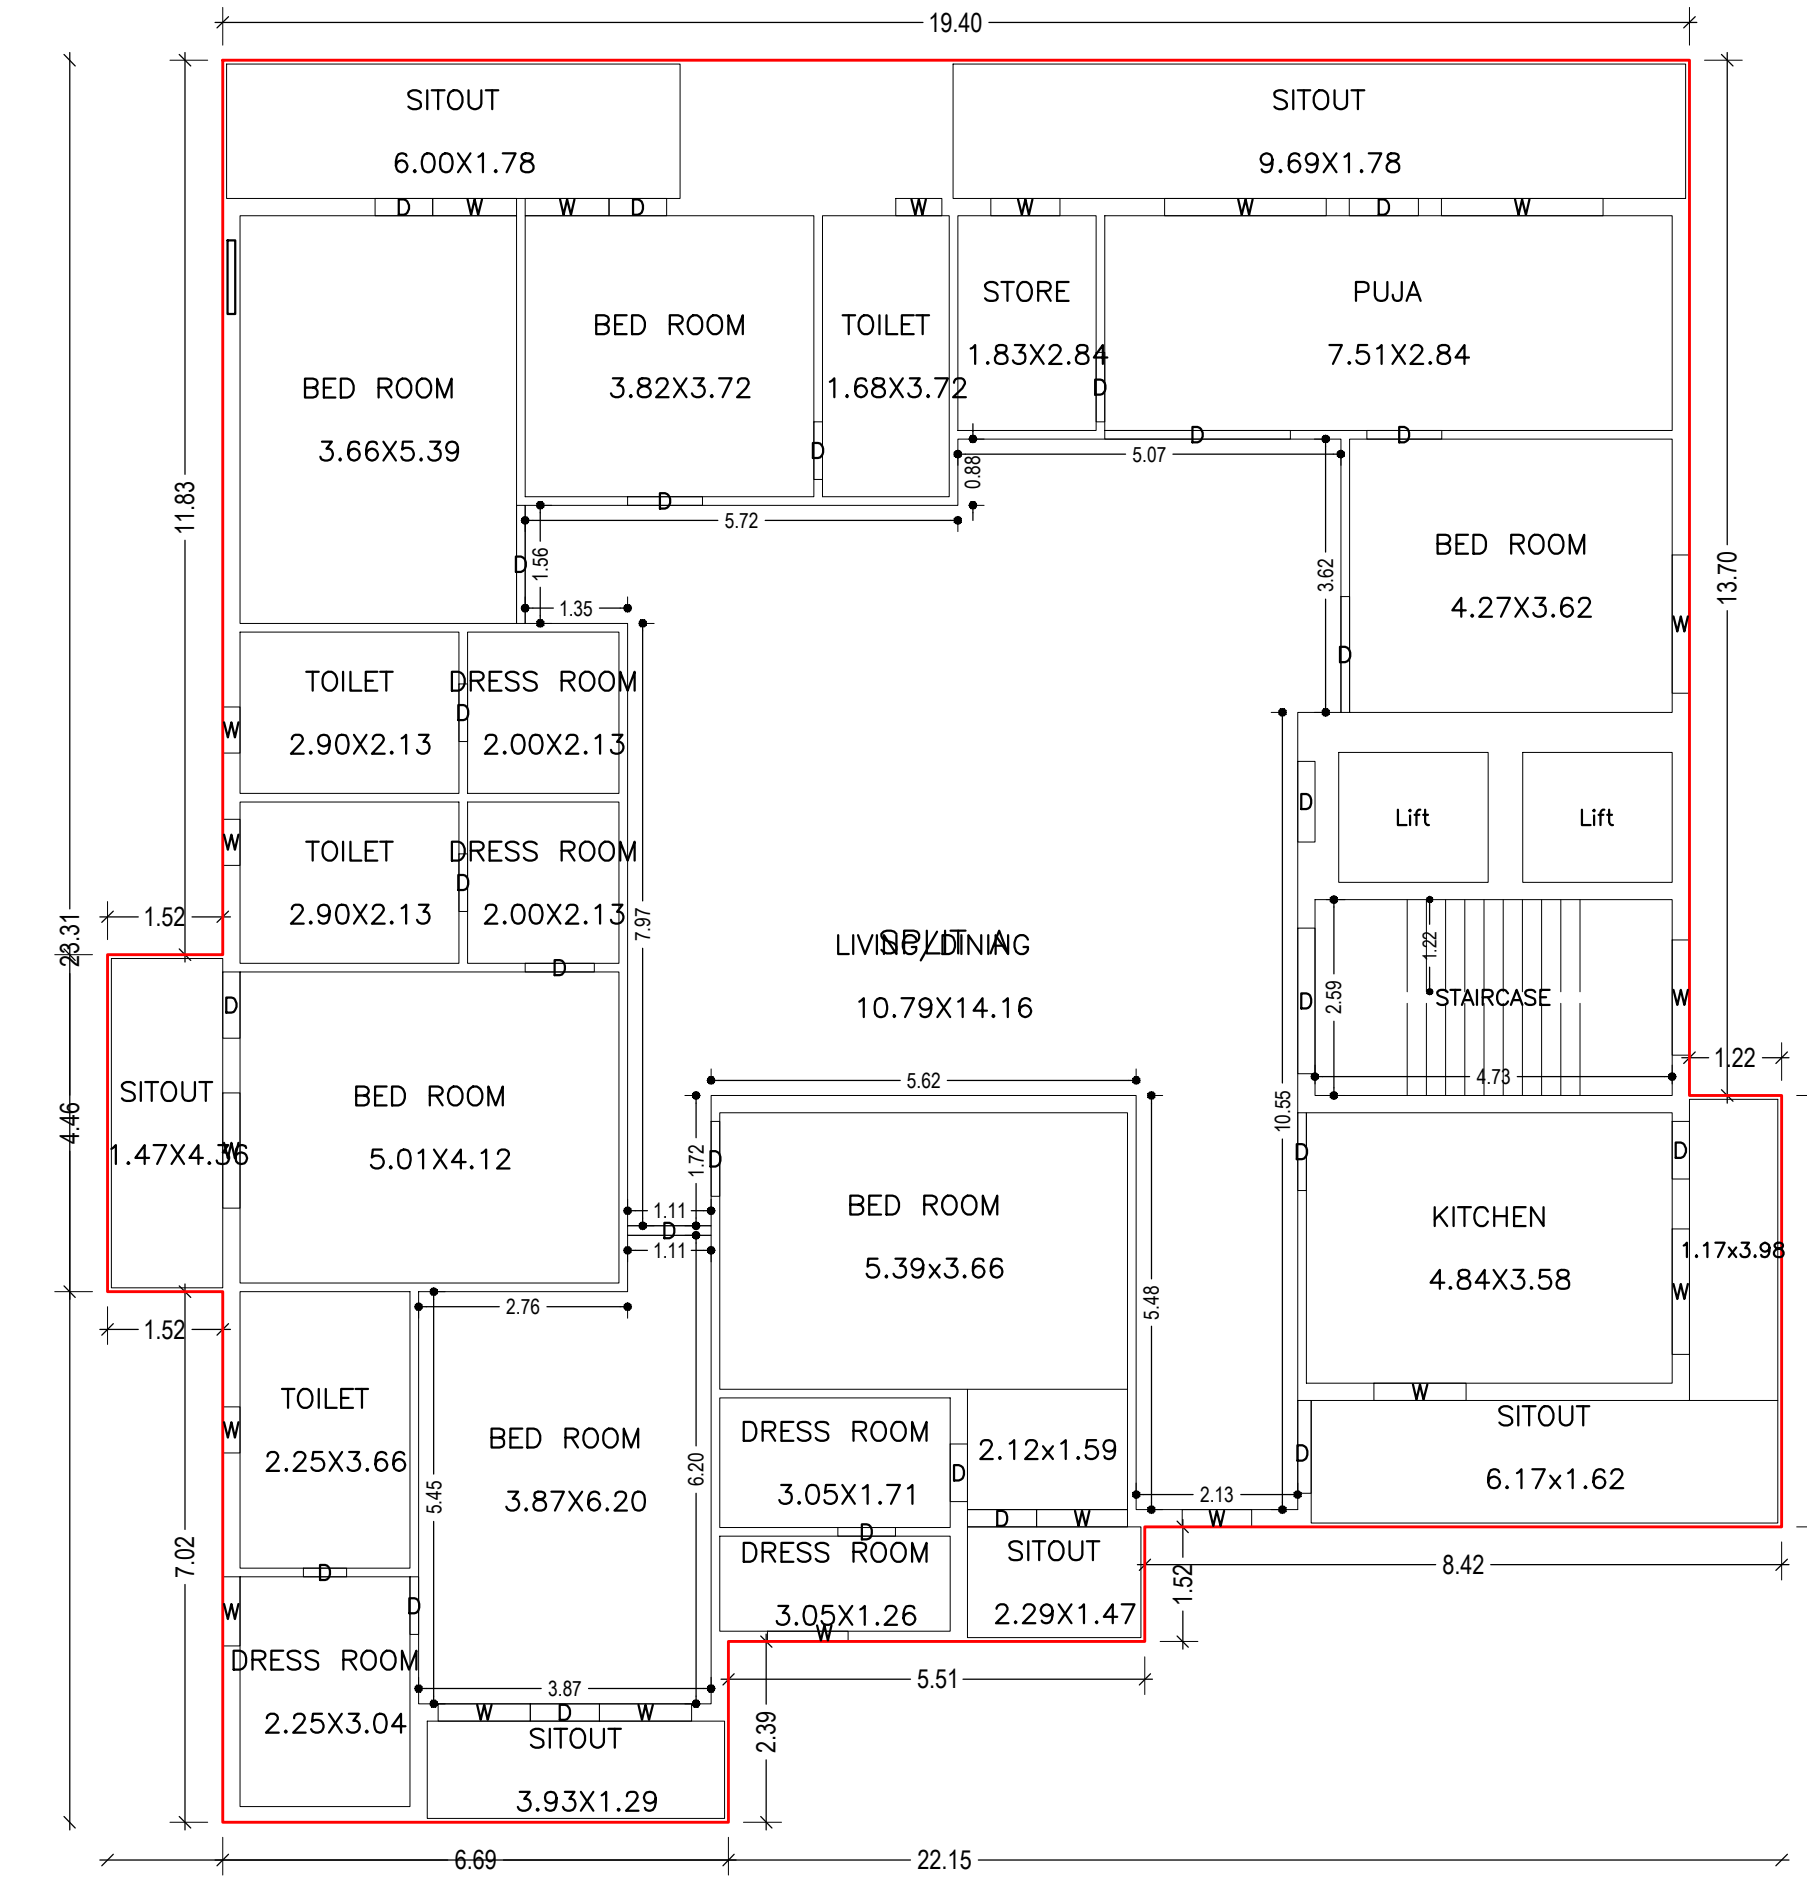 19.40
SITOUT
6.00X1.78
SITOUT
9.69X1.78
D
W
W
D
W
W
W
D
W
BED ROOM
3.66X5.39
BED ROOM
3.82X3.72
TOILET
1.68X3.72
STORE
1.83X2.84
PUJA
7.51X2.84
D
D
D
D
D
11.83
13.70
23.31
0.88
5.07
5.72
1.56
D
1.35
3.62
BED ROOM
4.27X3.62
W
D
TOILET
2.90X2.13
DRESS ROOM
2.00X2.13
W
D
TOILET
2.90X2.13
DRESS ROOM
2.00X2.13
W
D
D
7.97
D
Lift
Lift
1.52
LIVING/DINING
SPLIT A
10.79X14.16
1.22
2.59
STAIRCASE
4.73
D
W
1.22
D
SITOUT
1.47X4.36
W
4.46
BED ROOM
5.01X4.12
5.62
1.72
D
1.11
D
1.11
10.55
BED ROOM
5.39x3.66
5.48
D
KITCHEN
4.84X3.58
D
W
1.17x3.98
W
1.52
2.76
TOILET
2.25X3.66
W
BED ROOM
3.87X6.20
5.45
6.20
DRESS ROOM
3.05X1.71
D
2.12x1.59
SITOUT
6.17x1.62
D
2.13
D
W
W
D
DRESS ROOM
3.05X1.26
W
SITOUT
2.29X1.47
1.52
8.42
7.02
D
W
D
DRESS ROOM
2.25X3.04
3.87
W
D
W
SITOUT
3.93X1.29
5.51
2.39
6.69
22.15